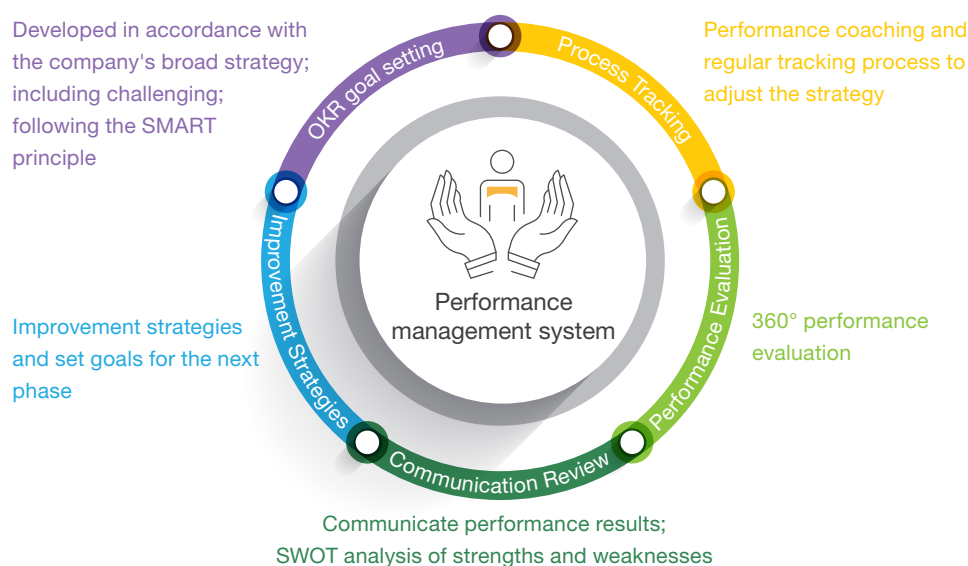 Developed in accordance with
the company's broad strategy;
including challenging;
following the SMART
principle
OKR goal setting
Process Tracking
Performance coaching and
regular tracking process to
adjust the strategy
Performance Evaluation
360° performance
evaluation
Communication Review
Communicate performance results;
SWOT analysis of strengths and weaknesses
Improvement Strategies
Improvement strategies
and set goals for the next
phase
Performance
management system